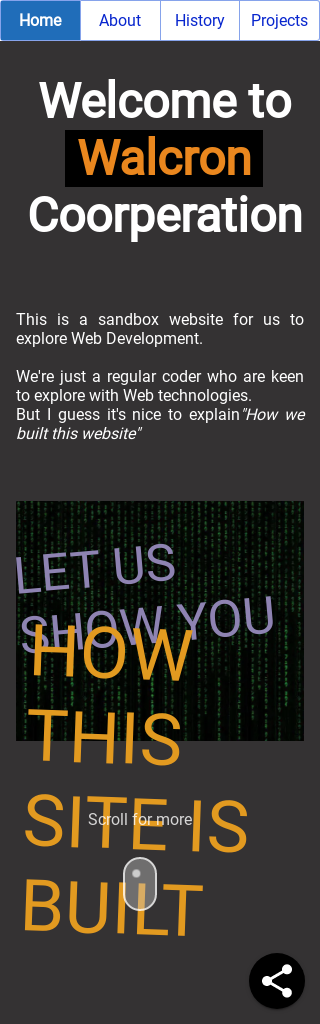 Home About History Projects
Welcome to
Walcron
Coorperation
This is a sandbox website for us to
explore Web Development.
We're just a regular coder who are keen
to explore with Web technologies.
But I guess it's nice to explain"How we
built this website"
LET US
SHOW YOU
HOW
THIS
SITE IS
BUILT
Scroll for more